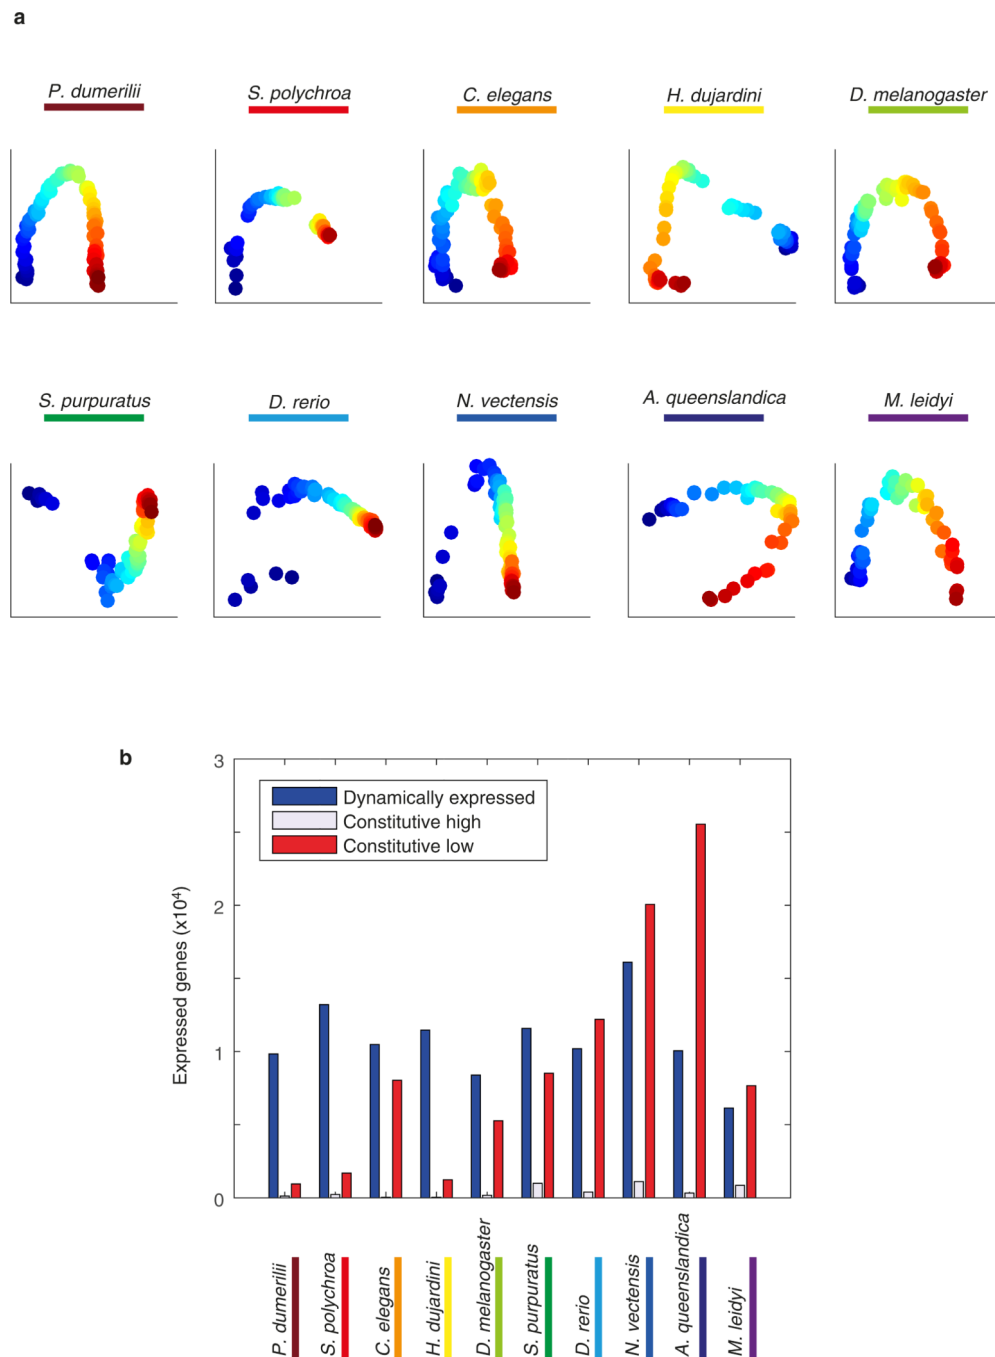 a
P. dumerilii
S. polychroa
C. elegans
H. dujardini
D. melanogaster
S. purpuratus
D. rerio
N. vectensis
A. queenslandica
M. leidyi
b
3
2
1
0
Expressed genes (x10⁴)
Dynamically expressed
Constitutive high
Constitutive low
P. dumerilii
S. polychroa
C. elegans
H. dujardini
D. melanogaster
S. purpuratus
D. rerio
N. vectensis
A. queenslandica
M. leidyi